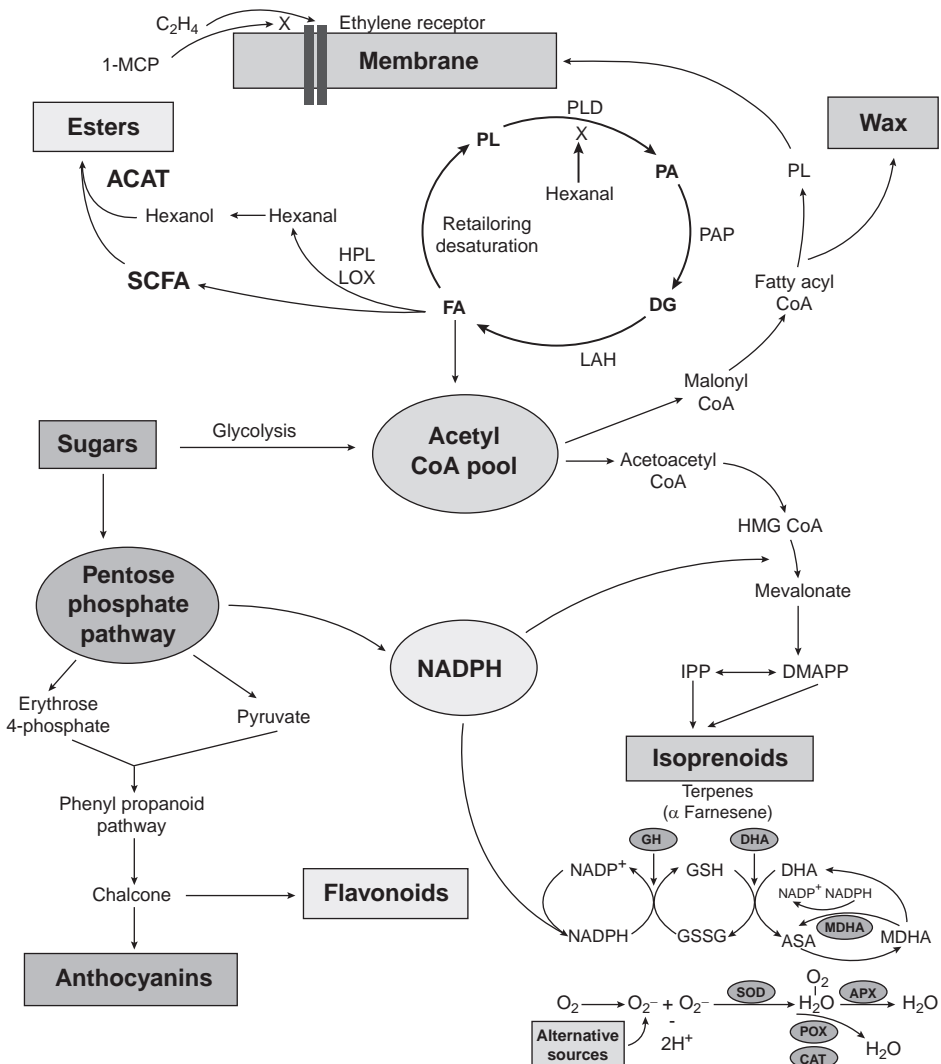 C₂H₄
X
Ethylene receptor
1-MCP
Membrane
Esters
Wax
PLD
PL
X
PA
PL
ACAT
Hexanal
Hexanol
Hexanal
Retailoring
desaturation
PAP
HPL
LOX
SCFA
Fatty acyl
CoA
FA
DG
LAH
Malonyl
CoA
Sugars
Glycolysis
Acetyl
CoA pool
Acetoacetyl
CoA
HMG CoA
Pentose
phosphate
pathway
Mevalonate
NADPH
IPP
DMAPP
Erythrose
4-phosphate
Pyruvate
Isoprenoids
Terpenes
(α Farnesene)
Phenyl propanoid
pathway
GH
DHA
NADP⁺
GSH
DHA
Chalcone
Flavonoids
NADP⁺ NADPH
MDHA
NADPH
GSSG
ASA
MDHA
Anthocyanins
O₂
O₂
O₂⁻ + O₂⁻
SOD
H₂O
APX
H₂O
-
2H⁺
Alternative
sources
POX
CAT
H₂O